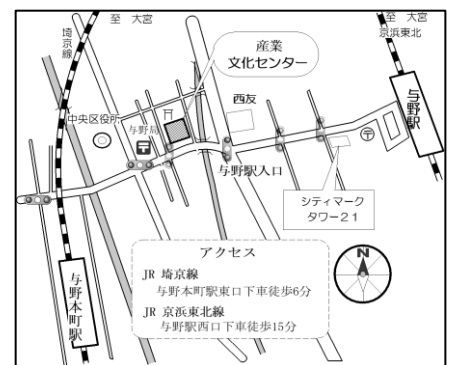 至 大宮
埼京線
産業
文化センター
至 大宮
京浜東北
中央区役所
与野局
西友
与野駅
与野駅入口
シティマーク
タワー21
与野本町駅
アクセス
JR 埼京線
与野本町駅東口下車徒歩6分
JR 京浜東北線
与野駅西口下車徒歩15分
N